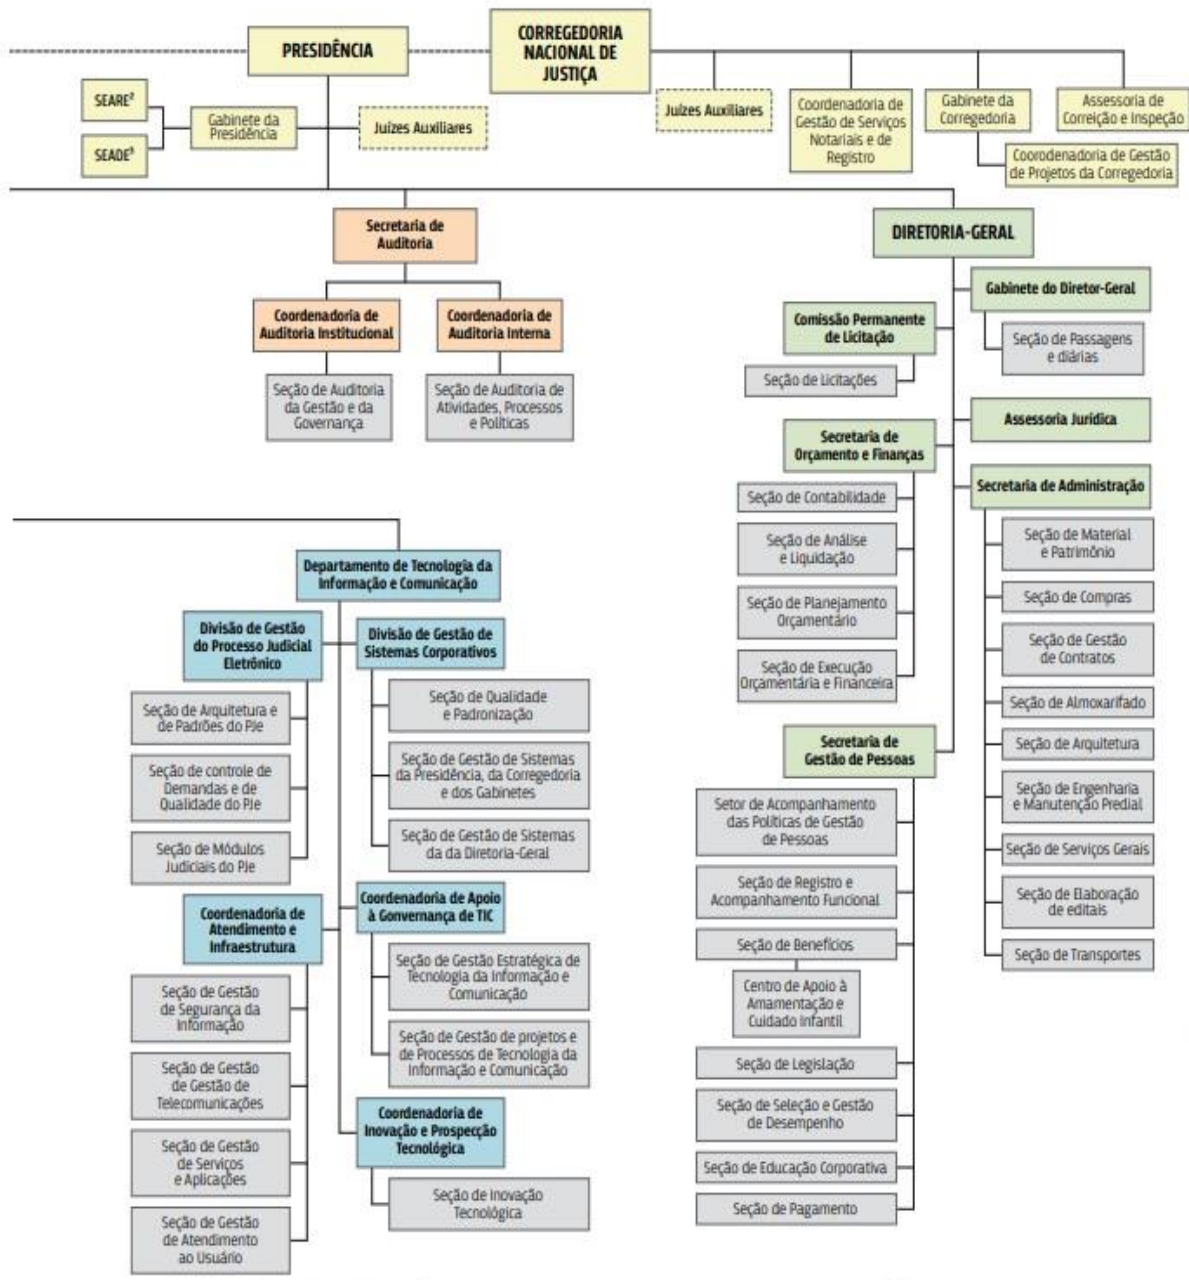 PRESIDÊNCIA
CORREGEDORIA
NACIONAL DE
JUSTIÇA
SEARE²
SEADE³
Gabinete da
Presidência
Juízes Auxiliares
Juízes Auxiliares
Coordenadoria de
Gestão de Serviços
Notariais e de
Registro
Gabinete da
Corregedoria
Assessoria de
Correição e Inspeção
Coorodenadoria de Gestão
de Projetos da Corregedoria
Secretaria de
Auditoria
Coordenadoria de
Auditoria Institucional
Coordenadoria de
Auditoria Interna
Seção de Auditoria
da Gestão e da
Governança
Seção de Auditoria de
Atividades, Processos
e Políticas
DIRETORIA-GERAL
Gabinete do Diretor-Geral
Seção de Passagens
e diárias
Comissão Permanente
de Licitação
Seção de Licitações
Assessoria Jurídica
Secretaria de
Orçamento e Finanças
Seção de Contabilidade
Seção de Análise
e Liquidação
Seção de Planejamento
Orçamentário
Seção de Execução
Orçamentária e Financeira
Secretaria de Administração
Seção de Material
e Patrimônio
Seção de Compras
Seção de Gestão
de Contratos
Seção de Almoxarifado
Seção de Arquitetura
Seção de Engenharia
e Manutenção Predial
Seção de Serviços Gerais
Seção de Elaboração
de editais
Seção de Transportes
Secretaria de
Gestão de Pessoas
Setor de Acompanhamento
das Políticas de Gestão
de Pessoas
Seção de Registro e
Acompanhamento Funcional
Seção de Benefícios
Centro de Apoio à
Amamentação e
Cuidado Infantil
Seção de Legislação
Seção de Seleção e Gestão
de Desempenho
Seção de Educação Corporativa
Seção de Pagamento
Departamento de Tecnologia da
Informação e Comunicação
Divisão de Gestão
do Processo Judicial
Eletrônico
Seção de Arquitetura e
de Padrões do PJe
Seção de controle de
Demandas e de
Qualidade do PJe
Seção de Módulos
Judiciais do PJe
Divisão de Gestão de
Sistemas Corporativos
Seção de Qualidade
e Padronização
Seção de Gestão de Sistemas
da Presidência, da Corregedoria
e dos Gabinetes
Seção de Gestão de Sistemas
da da Diretoria-Geral
Coordenadoria de
Atendimento e
Infraestrutura
Seção de Gestão
de Segurança da
Informação
Seção de Gestão
de Gestão de
Telecomunicações
Seção de Gestão
de Serviços
e Aplicações
Seção de Gestão
de Atendimento
ao Usuário
Coordenadoria de Apoio
à Gonvernança de TIC
Seção de Gestão Estratégica de
Tecnologia da Informação e
Comunicação
Seção de Gestão de projetos e
de Processos de Tecnologia da
Informação e Comunicação
Coordenadoria de
Inovação e Prospecção
Tecnológica
Seção de Inovação
Tecnológica